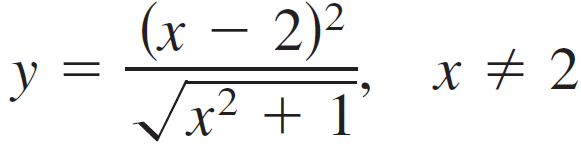 y = (x − 2)² / √(x² + 1), x ≠ 2